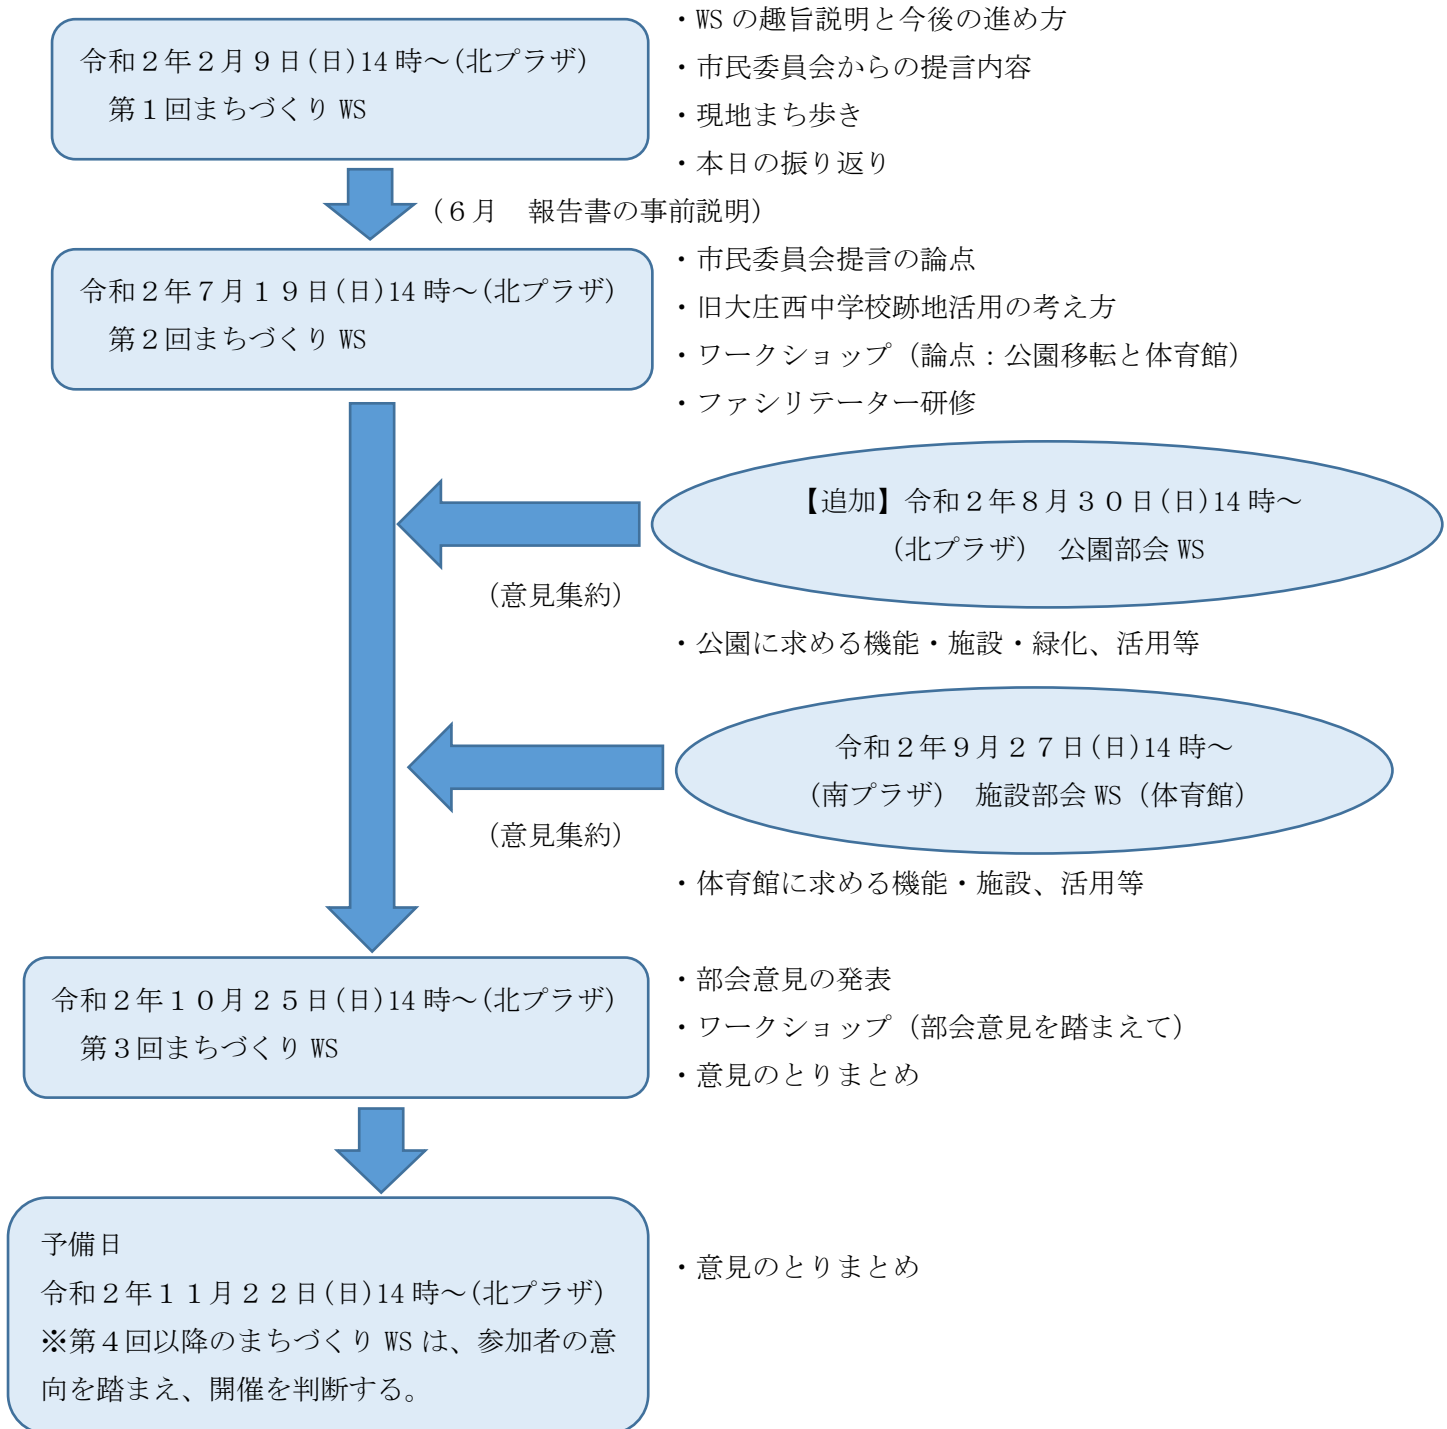 令和２年２月９日(日)14時～(北プラザ)
第１回まちづくり WS
・WS の趣旨説明と今後の進め方
・市民委員会からの提言内容
・現地まち歩き
・本日の振り返り
（６月　報告書の事前説明）
令和２年７月１９日(日)14時～(北プラザ)
第２回まちづくり WS
・市民委員会提言の論点
・旧大庄西中学校跡地活用の考え方
・ワークショップ（論点：公園移転と体育館）
・ファシリテーター研修
【追加】令和２年８月３０日(日)14時～
（北プラザ）　公園部会 WS
（意見集約）
・公園に求める機能・施設・緑化、活用等
令和２年９月２７日(日)14時～
（南プラザ）　施設部会 WS（体育館）
（意見集約）
・体育館に求める機能・施設、活用等
令和２年１０月２５日(日)14時～(北プラザ)
第３回まちづくり WS
・部会意見の発表
・ワークショップ（部会意見を踏まえて）
・意見のとりまとめ
予備日
令和２年１１月２２日(日)14時～(北プラザ)
※第４回以降のまちづくり WS は、参加者の意
向を踏まえ、開催を判断する。
・意見のとりまとめ